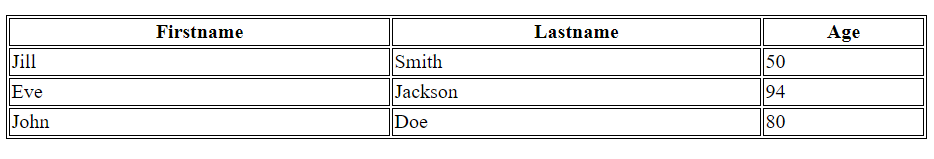 Firstname Lastname Age
Jill Smith 50
Eve Jackson 94
John Doe 80